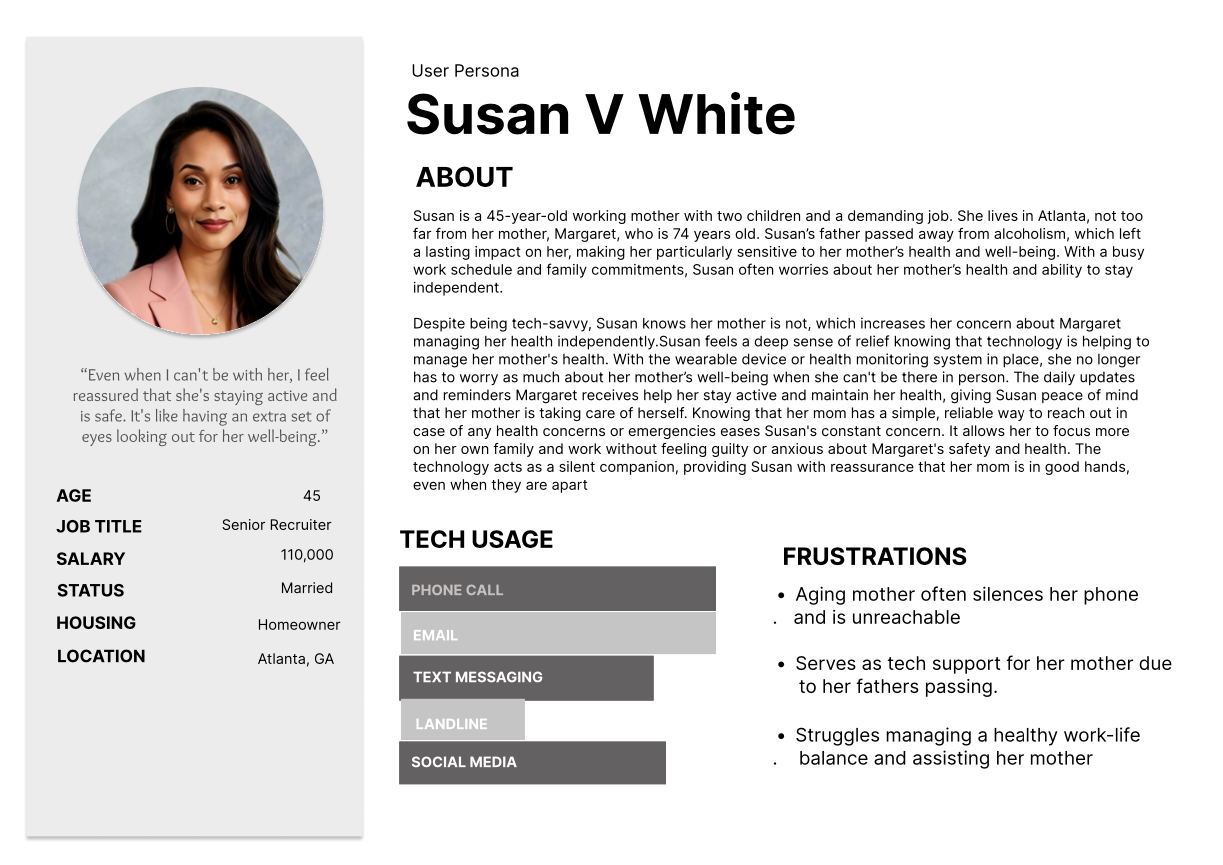 User Persona
Susan V White
ABOUT
Susan is a 45-year-old working mother with two children and a demanding job. She lives in Atlanta, not too
far from her mother, Margaret, who is 74 years old. Susan’s father passed away from alcoholism, which left
a lasting impact on her, making her particularly sensitive to her mother’s health and well-being. With a busy
work schedule and family commitments, Susan often worries about her mother’s health and ability to stay
independent.
Despite being tech-savvy, Susan knows her mother is not, which increases her concern about Margaret
managing her health independently.Susan feels a deep sense of relief knowing that technology is helping to
manage her mother's health. With the wearable device or health monitoring system in place, she no longer
has to worry as much about her mother’s well-being when she can't be there in person. The daily updates
and reminders Margaret receives help her stay active and maintain her health, giving Susan peace of mind
that her mother is taking care of herself. Knowing that her mom has a simple, reliable way to reach out in
case of any health concerns or emergencies eases Susan's constant concern. It allows her to focus more
on her own family and work without feeling guilty or anxious about Margaret's safety and health. The
technology acts as a silent companion, providing Susan with reassurance that her mom is in good hands,
even when they are apart
“Even when I can't be with her, I feel
reassured that she's staying active and
is safe. It's like having an extra set of
eyes looking out for her well-being.”
AGE 45
JOB TITLE Senior Recruiter
SALARY 110,000
STATUS Married
HOUSING Homeowner
LOCATION Atlanta, GA
TECH USAGE
PHONE CALL
EMAIL
TEXT MESSAGING
LANDLINE
SOCIAL MEDIA
FRUSTRATIONS
• Aging mother often silences her phone
. and is unreachable
• Serves as tech support for her mother due
to her fathers passing.
• Struggles managing a healthy work-life
. balance and assisting her mother